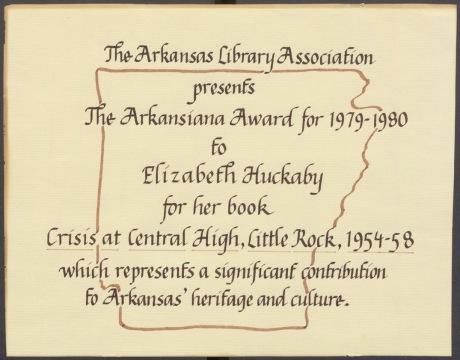 The Arkansas Library Association
presents
The Arkansiana Award for 1979-1980
to
Elizabeth Huckaby
for her book
Crisis at Central High, Little Rock, 1954-58
which represents a significant contribution
to Arkansas' heritage and culture.